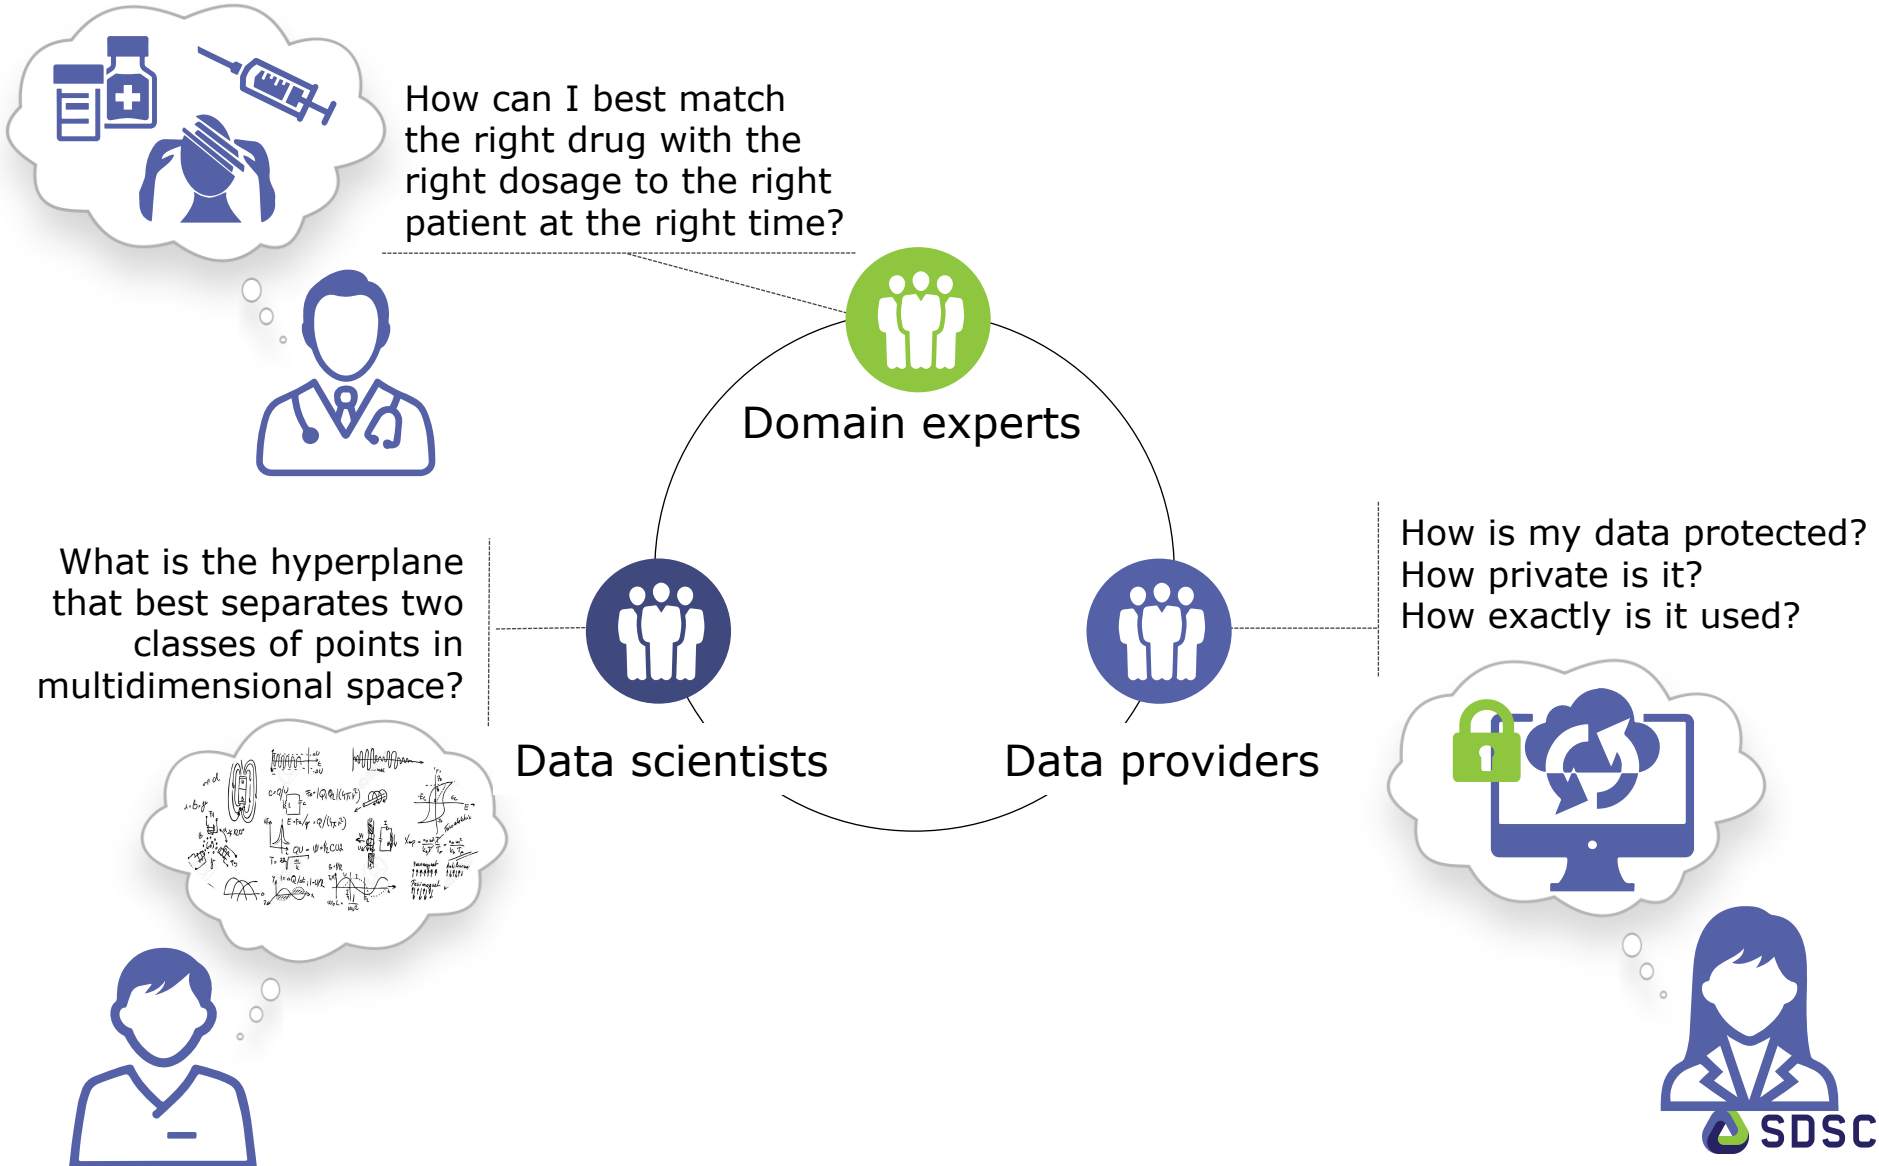 How can I best match
the right drug with the
right dosage to the right
patient at the right time?
Domain experts
What is the hyperplane
that best separates two
classes of points in
multidimensional space?
How is my data protected?
How private is it?
How exactly is it used?
Data scientists
Data providers
SDSC